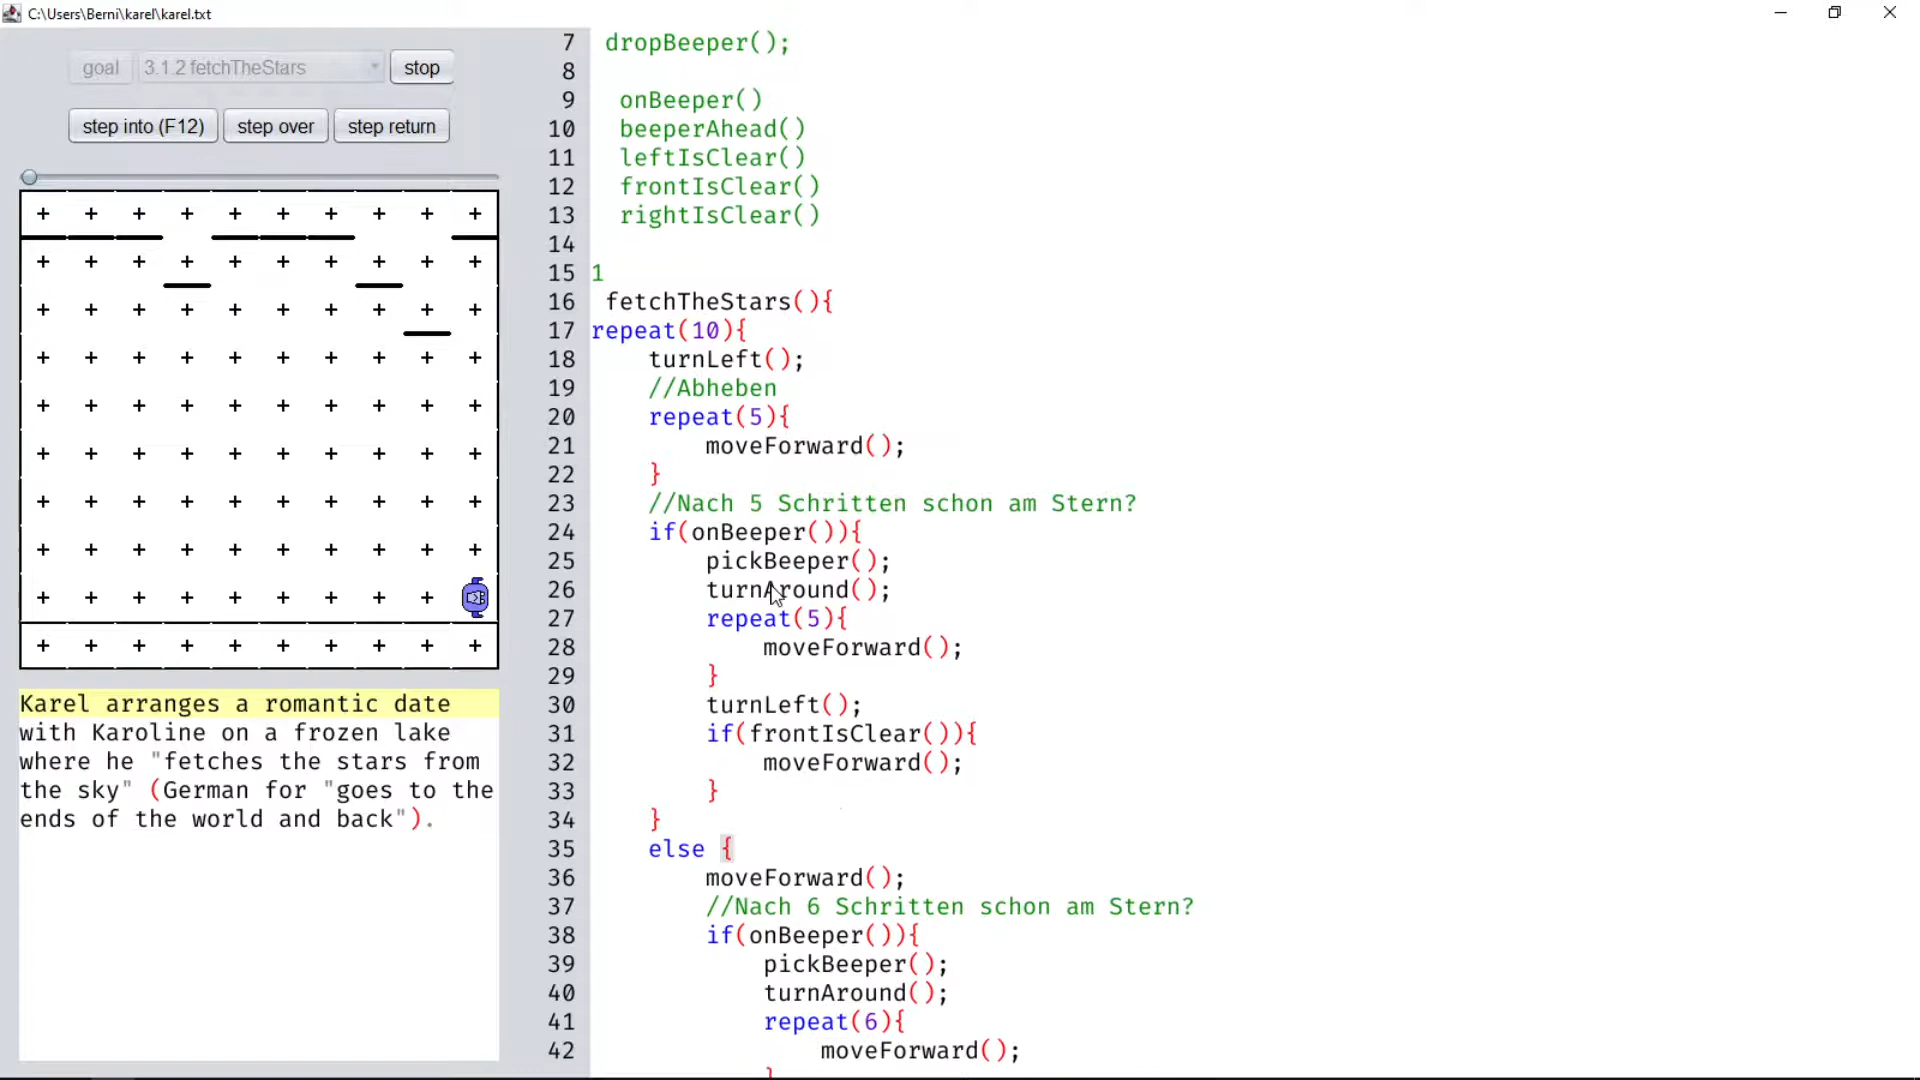 C:\Users\Berni\karel\karel.txt
goal 3.1.2 fetchTheStars stop
step into (F12) step over step return
Karel arranges a romantic date
with Karoline on a frozen lake
where he "fetches the stars from
the sky" (German for "goes to the
ends of the world and back").
7 dropBeeper();
8
9 onBeeper()
10 beeperAhead()
11 leftIsClear()
12 frontIsClear()
13 rightIsClear()
14
15 1
16 fetchTheStars(){
17 repeat(10){
18 turnLeft();
19 //Abheben
20 repeat(5){
21 moveForward();
22 }
23 //Nach 5 Schritten schon am Stern?
24 if(onBeeper()){
25 pickBeeper();
26 turnAround();
27 repeat(5){
28 moveForward();
29 }
30 turnLeft();
31 if(frontIsClear()){
32 moveForward();
33 }
34 }
35 else {
36 moveForward();
37 //Nach 6 Schritten schon am Stern?
38 if(onBeeper()){
39 pickBeeper();
40 turnAround();
41 repeat(6){
42 moveForward();